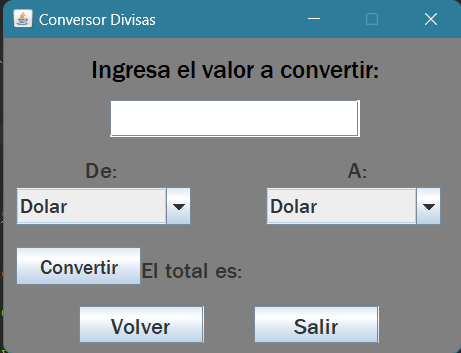 Conversor Divisas
Ingresa el valor a convertir:
De: A:
Dolar Dolar
Convertir El total es:
Volver Salir